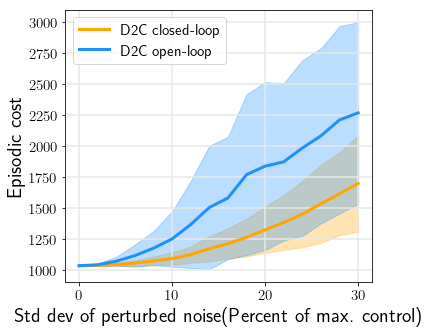 D2C closed-loop
D2C open-loop
3000
2750
2500
2250
2000
1750
1500
1250
1000
Episodic cost
0 10 20 30
Std dev of perturbed noise(Percent of max. control)